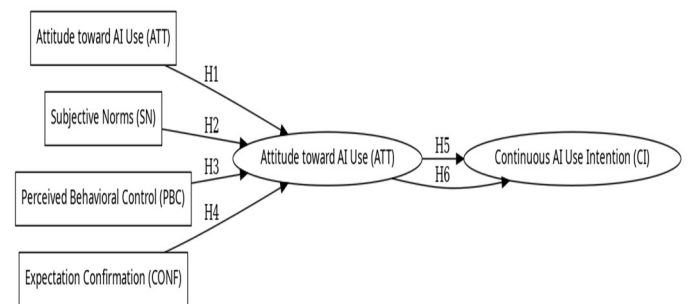 Attitude toward AI Use (ATT)
H1
Subjective Norms (SN)
H2
H3
Perceived Behavioral Control (PBC)
H4
Expectation Confirmation (CONF)
Attitude toward AI Use (ATT)
H5
H6
Continuous AI Use Intention (CI)